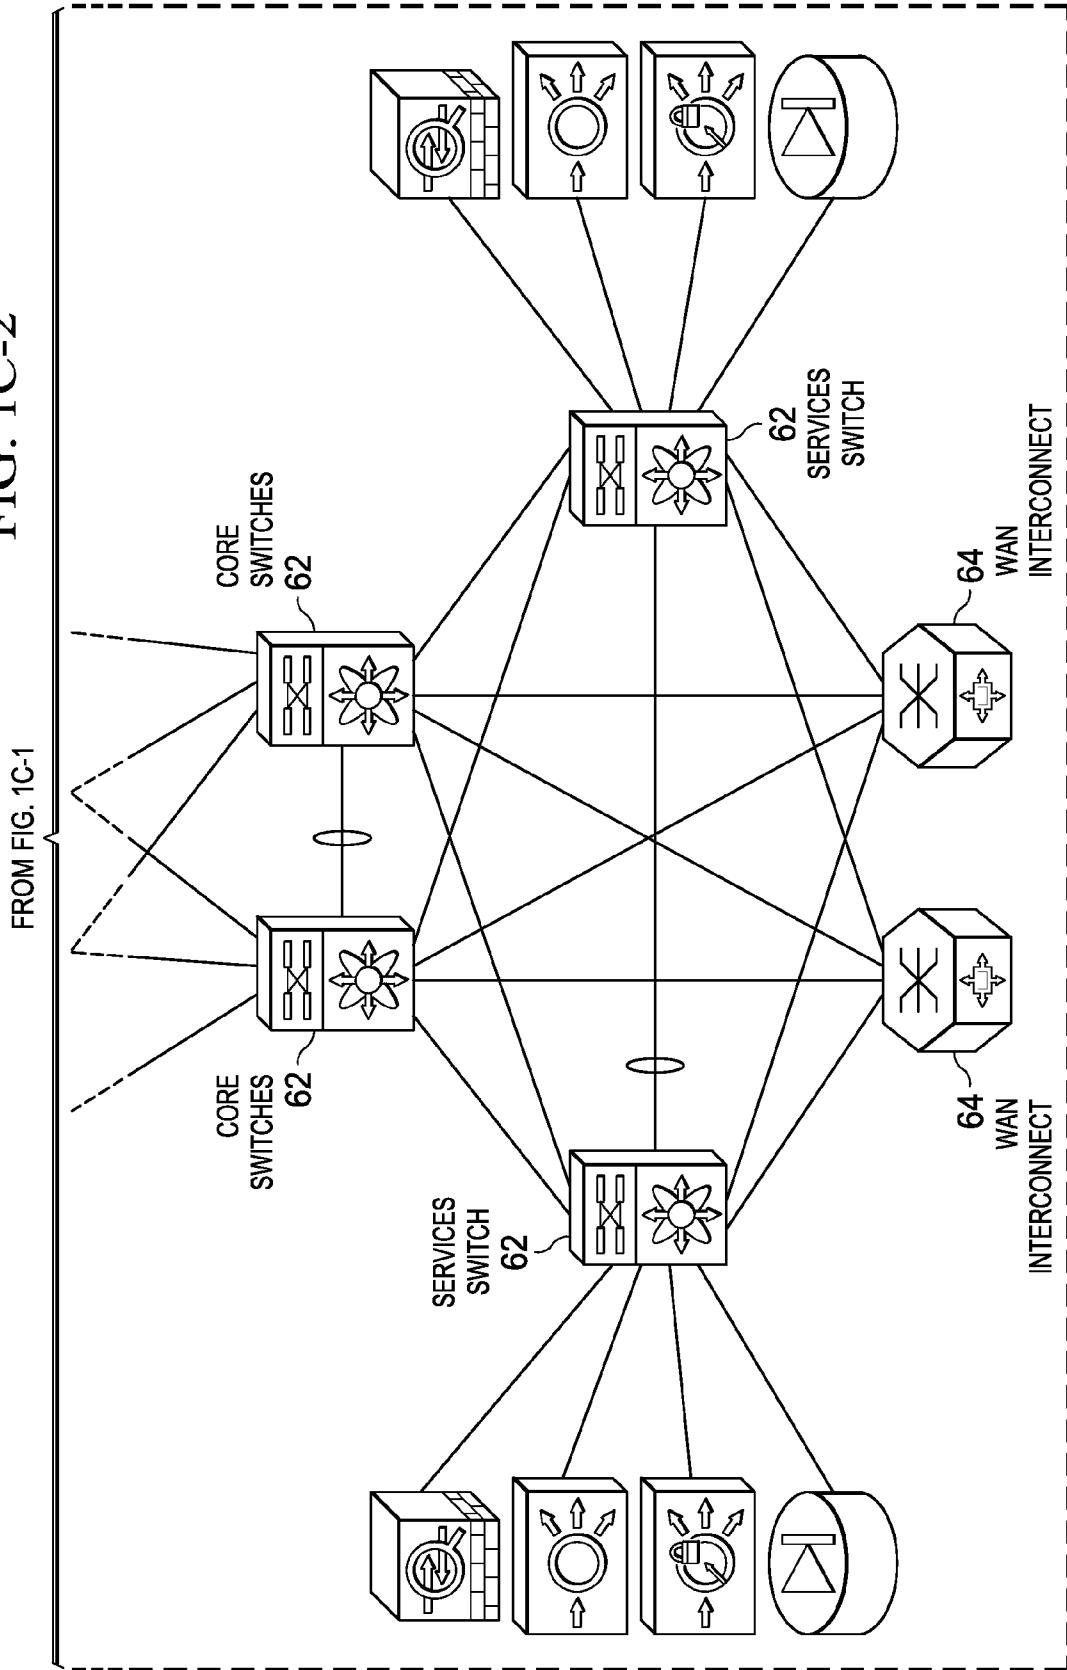 FIG. 1C-2
FROM FIG. 1C-1
CORE
SWITCHES
62
CORE
SWITCHES
62
SERVICES
SWITCH
62
62
SERVICES
SWITCH
64
WAN
INTERCONNECT
64
WAN
INTERCONNECT